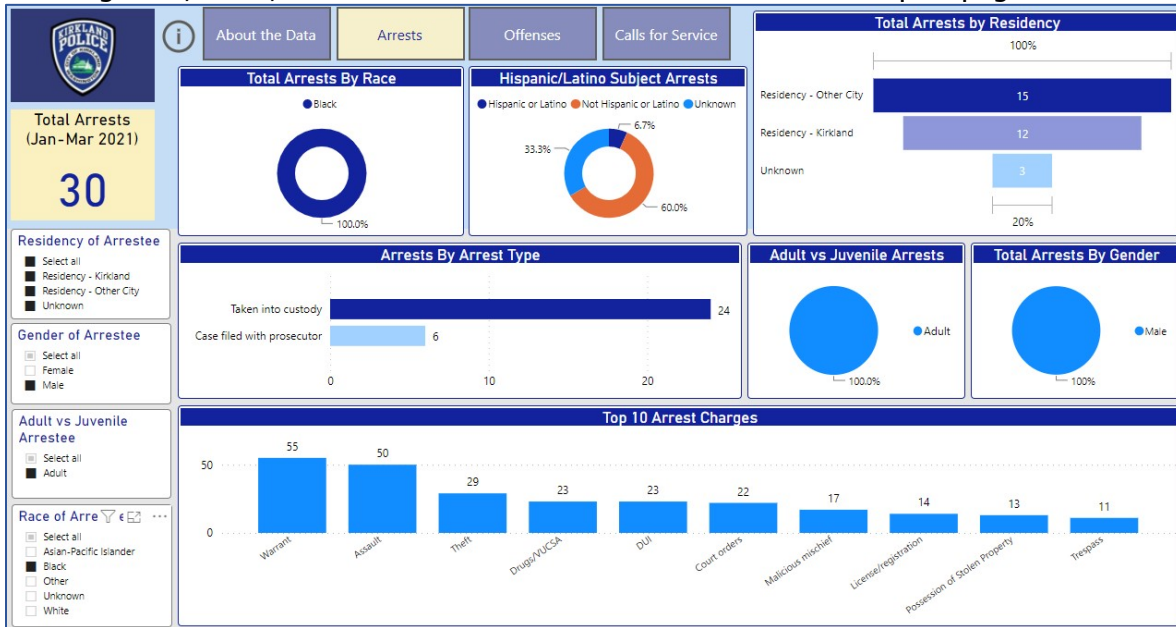 KIRKLAND
POLICE
i
About the Data
Arrests
Offenses
Calls for Service
Total Arrests
(Jan-Mar 2021)
30
Total Arrests By Race
Black
100.0%
Hispanic/Latino Subject Arrests
Hispanic or Latino Not Hispanic or Latino Unknown
6.7%
33.3%
60.0%
Total Arrests by Residency
100%
Residency - Other City 15
Residency - Kirkland 12
Unknown 3
20%
Residency of Arrestee
Select all
Residency - Kirkland
Residency - Other City
Unknown
Gender of Arrestee
Select all
Female
Male
Adult vs Juvenile
Arrestee
Select all
Adult
Race of Arre e ...
Select all
Asian-Pacific Islander
Black
Other
Unknown
White
Arrests By Arrest Type
Taken into custody 24
Case filed with prosecutor 6
0 10 20
Adult vs Juvenile Arrests
Adult
100.0%
Total Arrests By Gender
Male
100%
Top 10 Arrest Charges
50
0
55 50 29 23 23 22 17 14 13 11
Warrant
Assault
Theft
Drugs/VUCSA
DUI
Court orders
Malicious mischief
License/registration
Possession of Stolen Property
Trespass